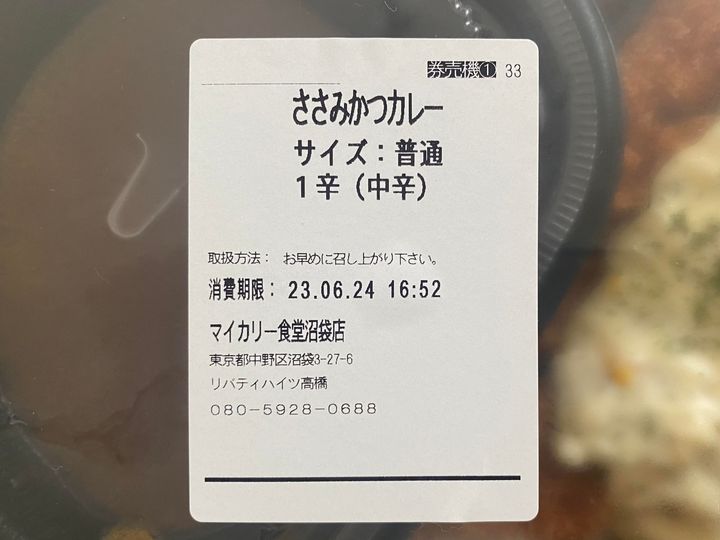 券売機① 33
ささみかつカレー
サイズ：普通
1辛（中辛）
取扱方法： お早めに召し上がり下さい。
消費期限： 23.06.24 16:52
マイカリー食堂沼袋店
東京都中野区沼袋3-27-6
リバティハイツ高橋
080-5928-0688